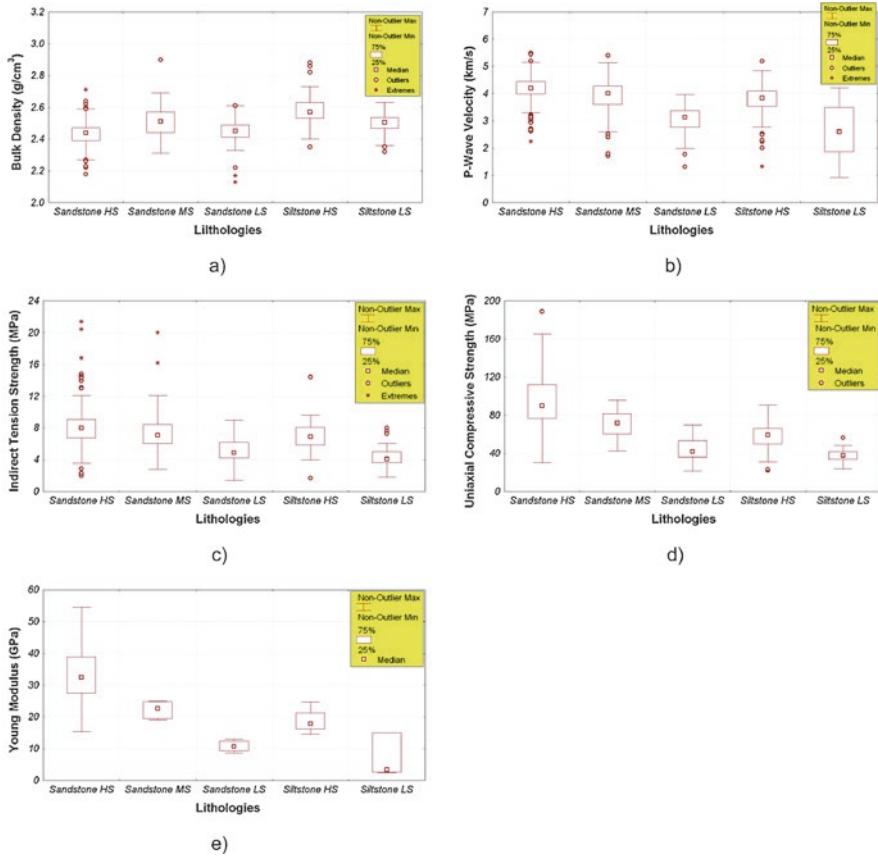 3.2
3.0
2.8
2.6
2.4
2.2
2.0
Bulk Density (g/cm³)
Sandstone HS Sandstone MS Sandstone LS Siltstone HS Siltstone LS
Lilthologies
Non-Outlier Max
Non-Outlier Min
75%
25%
Median
Outliers
Extremes
a)
7
6
5
4
3
2
1
0
P-Wave Velocity (km/s)
Sandstone HS Sandstone MS Sandstone LS Siltstone HS Siltstone LS
Lithologies
Non-Outlier Max
Non-Outlier Min
75%
25%
Median
Outliers
Extremes
b)
24
20
16
12
8
4
0
Indirect Tension Strength (MPa)
Sandstone HS Sandstone MS Sandstone LS Siltstone HS Siltstone LS
Lithologies
Non-Outlier Max
Non-Outlier Min
75%
25%
Median
Outliers
Extremes
c)
200
160
120
80
40
0
Uniaxial Compressive Strength (MPa)
Sandstone HS Sandstone MS Sandstone LS Siltstone HS Siltstone LS
Lithologies
Non-Outlier Max
Non-Outlier Min
75%
25%
Median
Outliers
d)
60
50
40
30
20
10
0
Young Modulus (GPa)
Sandstone HS Sandstone MS Sandstone LS Siltstone HS Siltstone LS
Lithologies
Non-Outlier Max
Non-Outlier Min
75%
25%
Median
e)